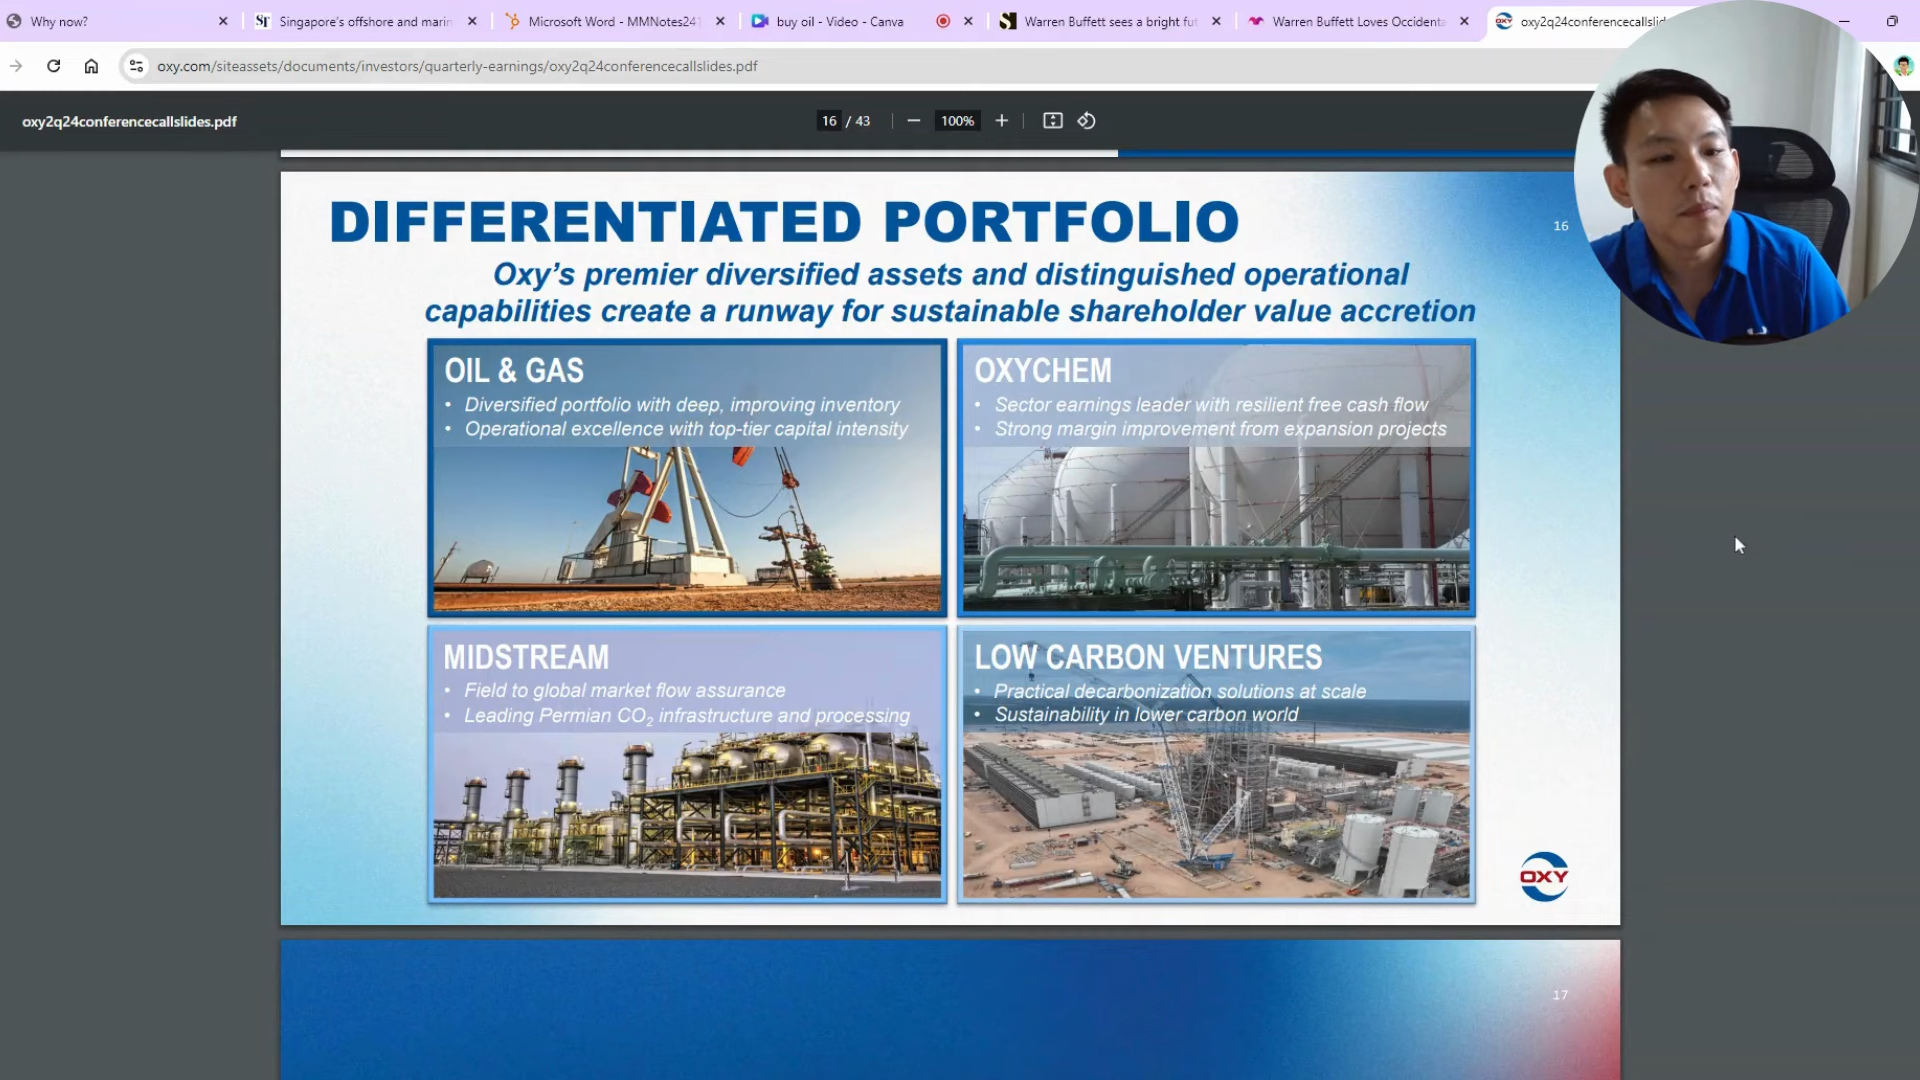 Why now?
ST
Singapore's offshore and marin
Microsoft Word - MMNotes241
buy oil - Video - Canva
Warren Buffett sees a bright fut
Warren Buffett Loves Occidenta
oxy2q24conferencecallslid
oxy.com/siteassets/documents/investors/quarterly-earnings/oxy2q24conferencecallslides.pdf
oxy2q24conferencecallslides.pdf
16 / 43
100%
DIFFERENTIATED PORTFOLIO
16
Oxy's premier diversified assets and distinguished operational
capabilities create a runway for sustainable shareholder value accretion
OIL & GAS
• Diversified portfolio with deep, improving inventory
• Operational excellence with top-tier capital intensity
OXYCHEM
• Sector earnings leader with resilient free cash flow
• Strong margin improvement from expansion projects
MIDSTREAM
• Field to global market flow assurance
• Leading Permian CO₂ infrastructure and processing
LOW CARBON VENTURES
• Practical decarbonization solutions at scale
• Sustainability in lower carbon world
OXY
17